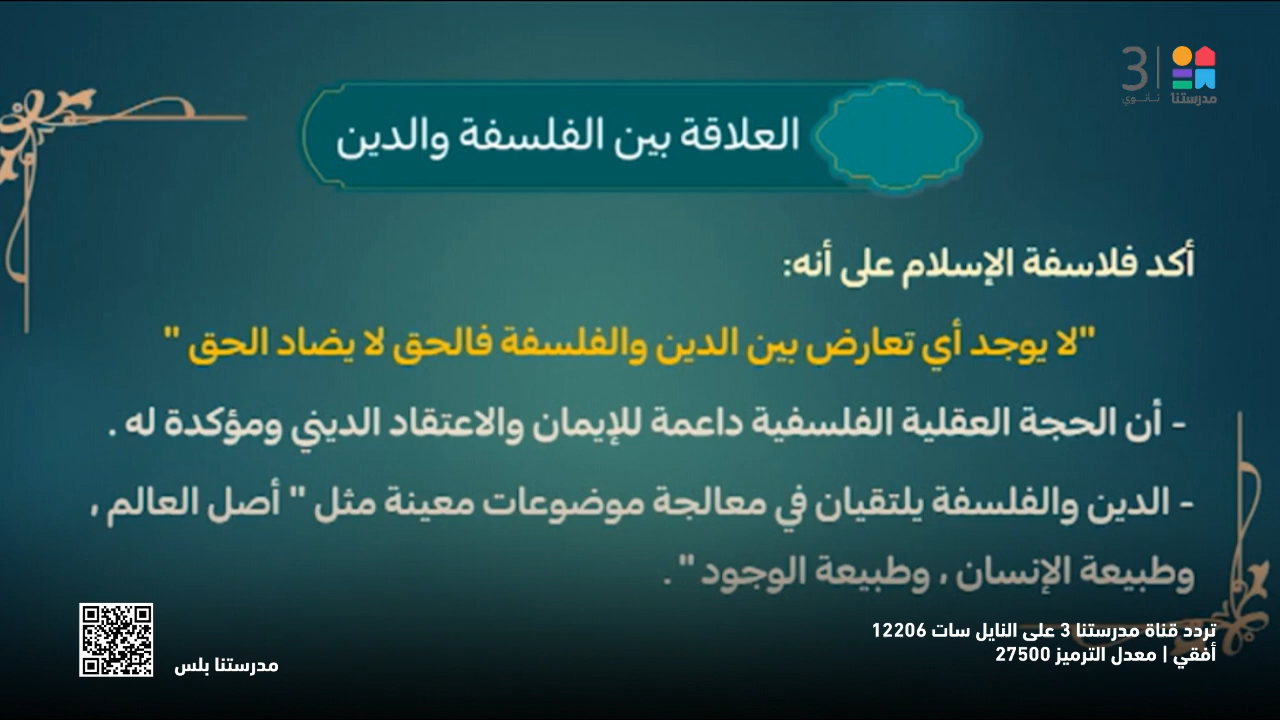 3
ثانوي
مدرستنا
العلاقة بين الفلسفة والدين
أكد فلاسفة الإسلام على أنه:
"لا يوجد أي تعارض بين الدين والفلسفة فالحق لا يضاد الحق "
- أن الحجة العقلية الفلسفية داعمة للإيمان والاعتقاد الديني ومؤكدة له .
- الدين والفلسفة يلتقيان في معالجة موضوعات معينة مثل " أصل العالم ،
وطبيعة الإنسان ، وطبيعة الوجود " .
تردد قناة مدرستنا 3 على النايل سات 12206
أفقي | معدل الترميز 27500
مدرستنا بلس